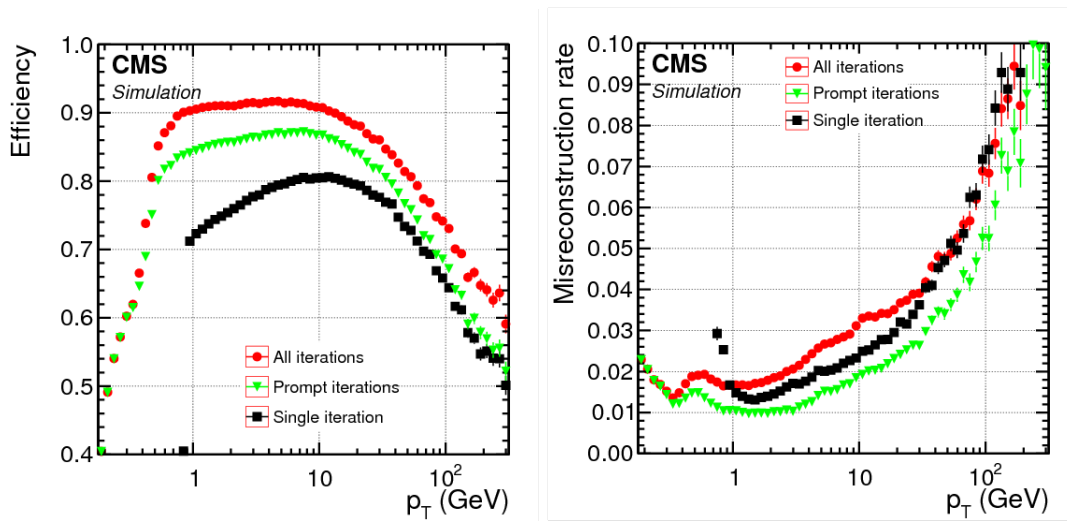 Efficiency
1.0
0.9
0.8
0.7
0.6
0.5
0.4
CMS
Simulation
All iterations
Prompt iterations
Single iteration
1
10
10²
p_T (GeV)
Misreconstruction rate
0.10
0.09
0.08
0.07
0.06
0.05
0.04
0.03
0.02
0.01
0.00
CMS
Simulation
All iterations
Prompt iterations
Single iteration
1
10
10²
p_T (GeV)